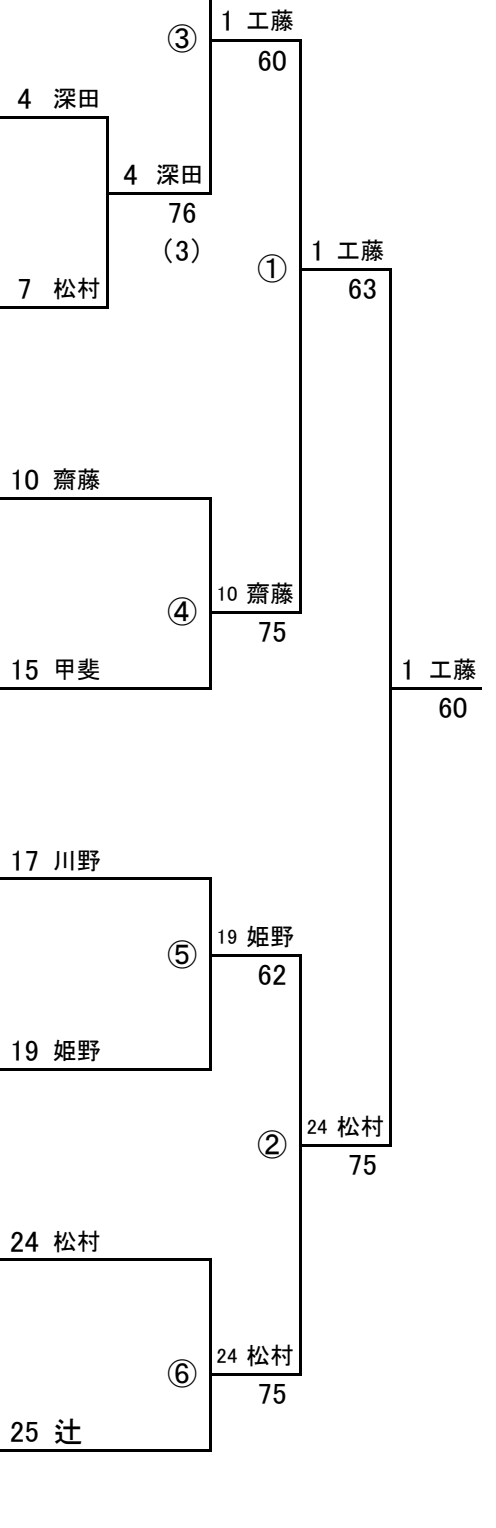 ③
1 工藤
60
4 深田
4 深田
76
(3)
7 松村
①
1 工藤
63
10 齋藤
④
10 齋藤
75
15 甲斐
1 工藤
60
17 川野
⑤
19 姫野
62
19 姫野
②
24 松村
75
24 松村
⑥
24 松村
75
25 辻